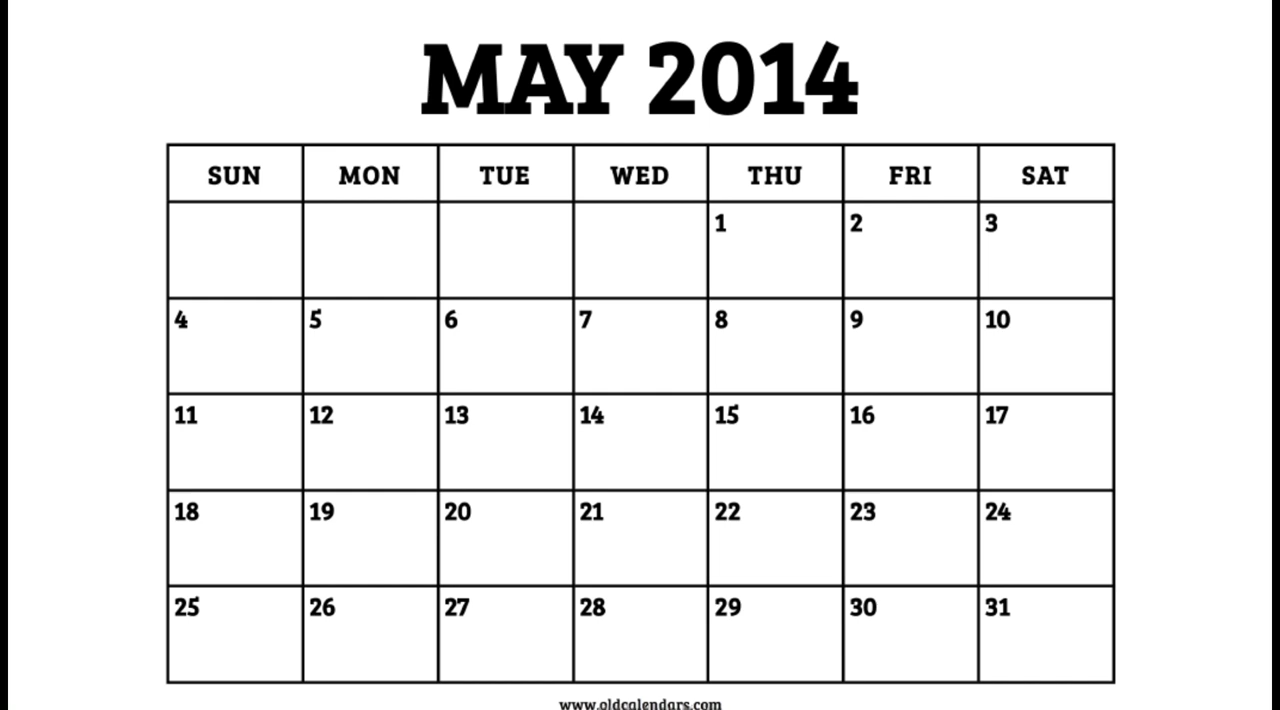 MAY 2014
SUN MON TUE WED THU FRI SAT
1 2 3
4 5 6 7 8 9 10
11 12 13 14 15 16 17
18 19 20 21 22 23 24
25 26 27 28 29 30 31
www.oldcalendars.com